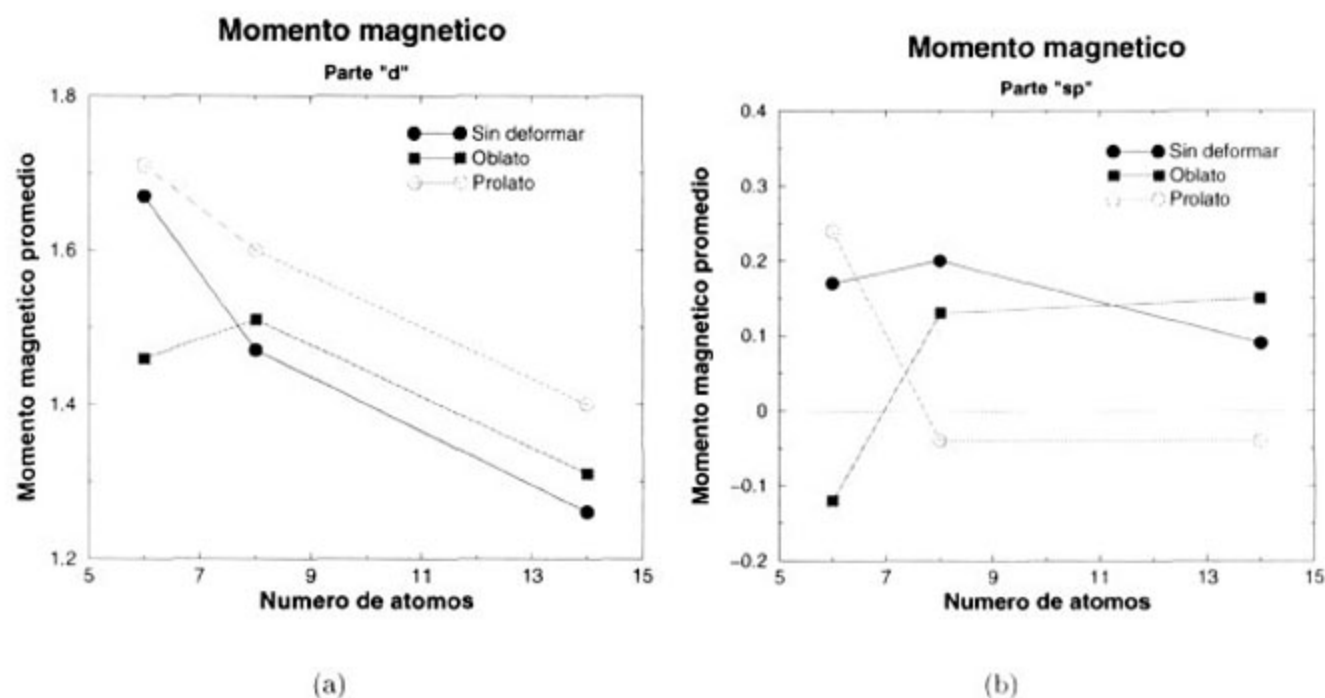 Momento magnetico
Parte "d"
1.8
1.6
1.4
1.2
5 7 9 11 13 15
Momento magnetico promedio
Numero de atomos
Sin deformar
Oblato
Prolato
(a)
Momento magnetico
Parte "sp"
0.4
0.3
0.2
0.1
0
−0.1
−0.2
5 7 9 11 13 15
Momento magnetico promedio
Numero de atomos
Sin deformar
Oblato
Prolato
(b)